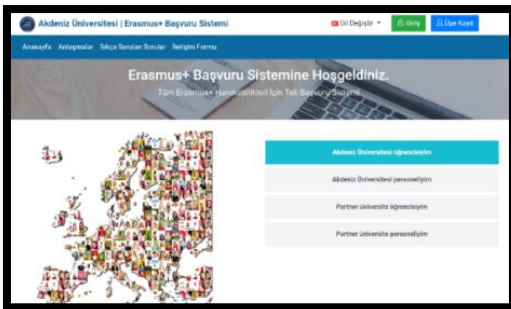 Akdeniz Üniversitesi | Erasmus+ Başvuru Sistemi
Dil Değiştir
Giriş
Üye Kayıt
Anasayfa Anlaşmalar Sıkça Sorulan Sorular İletişim Formu
Erasmus+ Başvuru Sistemine Hoşgeldiniz.
Tüm Erasmus+ Hareketlilikleri İçin Tek Başvuru Sistemi
Akdeniz Üniversitesi öğrencisiyim
Akdeniz Üniversitesi personeliyim
Partner üniversite öğrencisiyim
Partner üniversite personeliyim